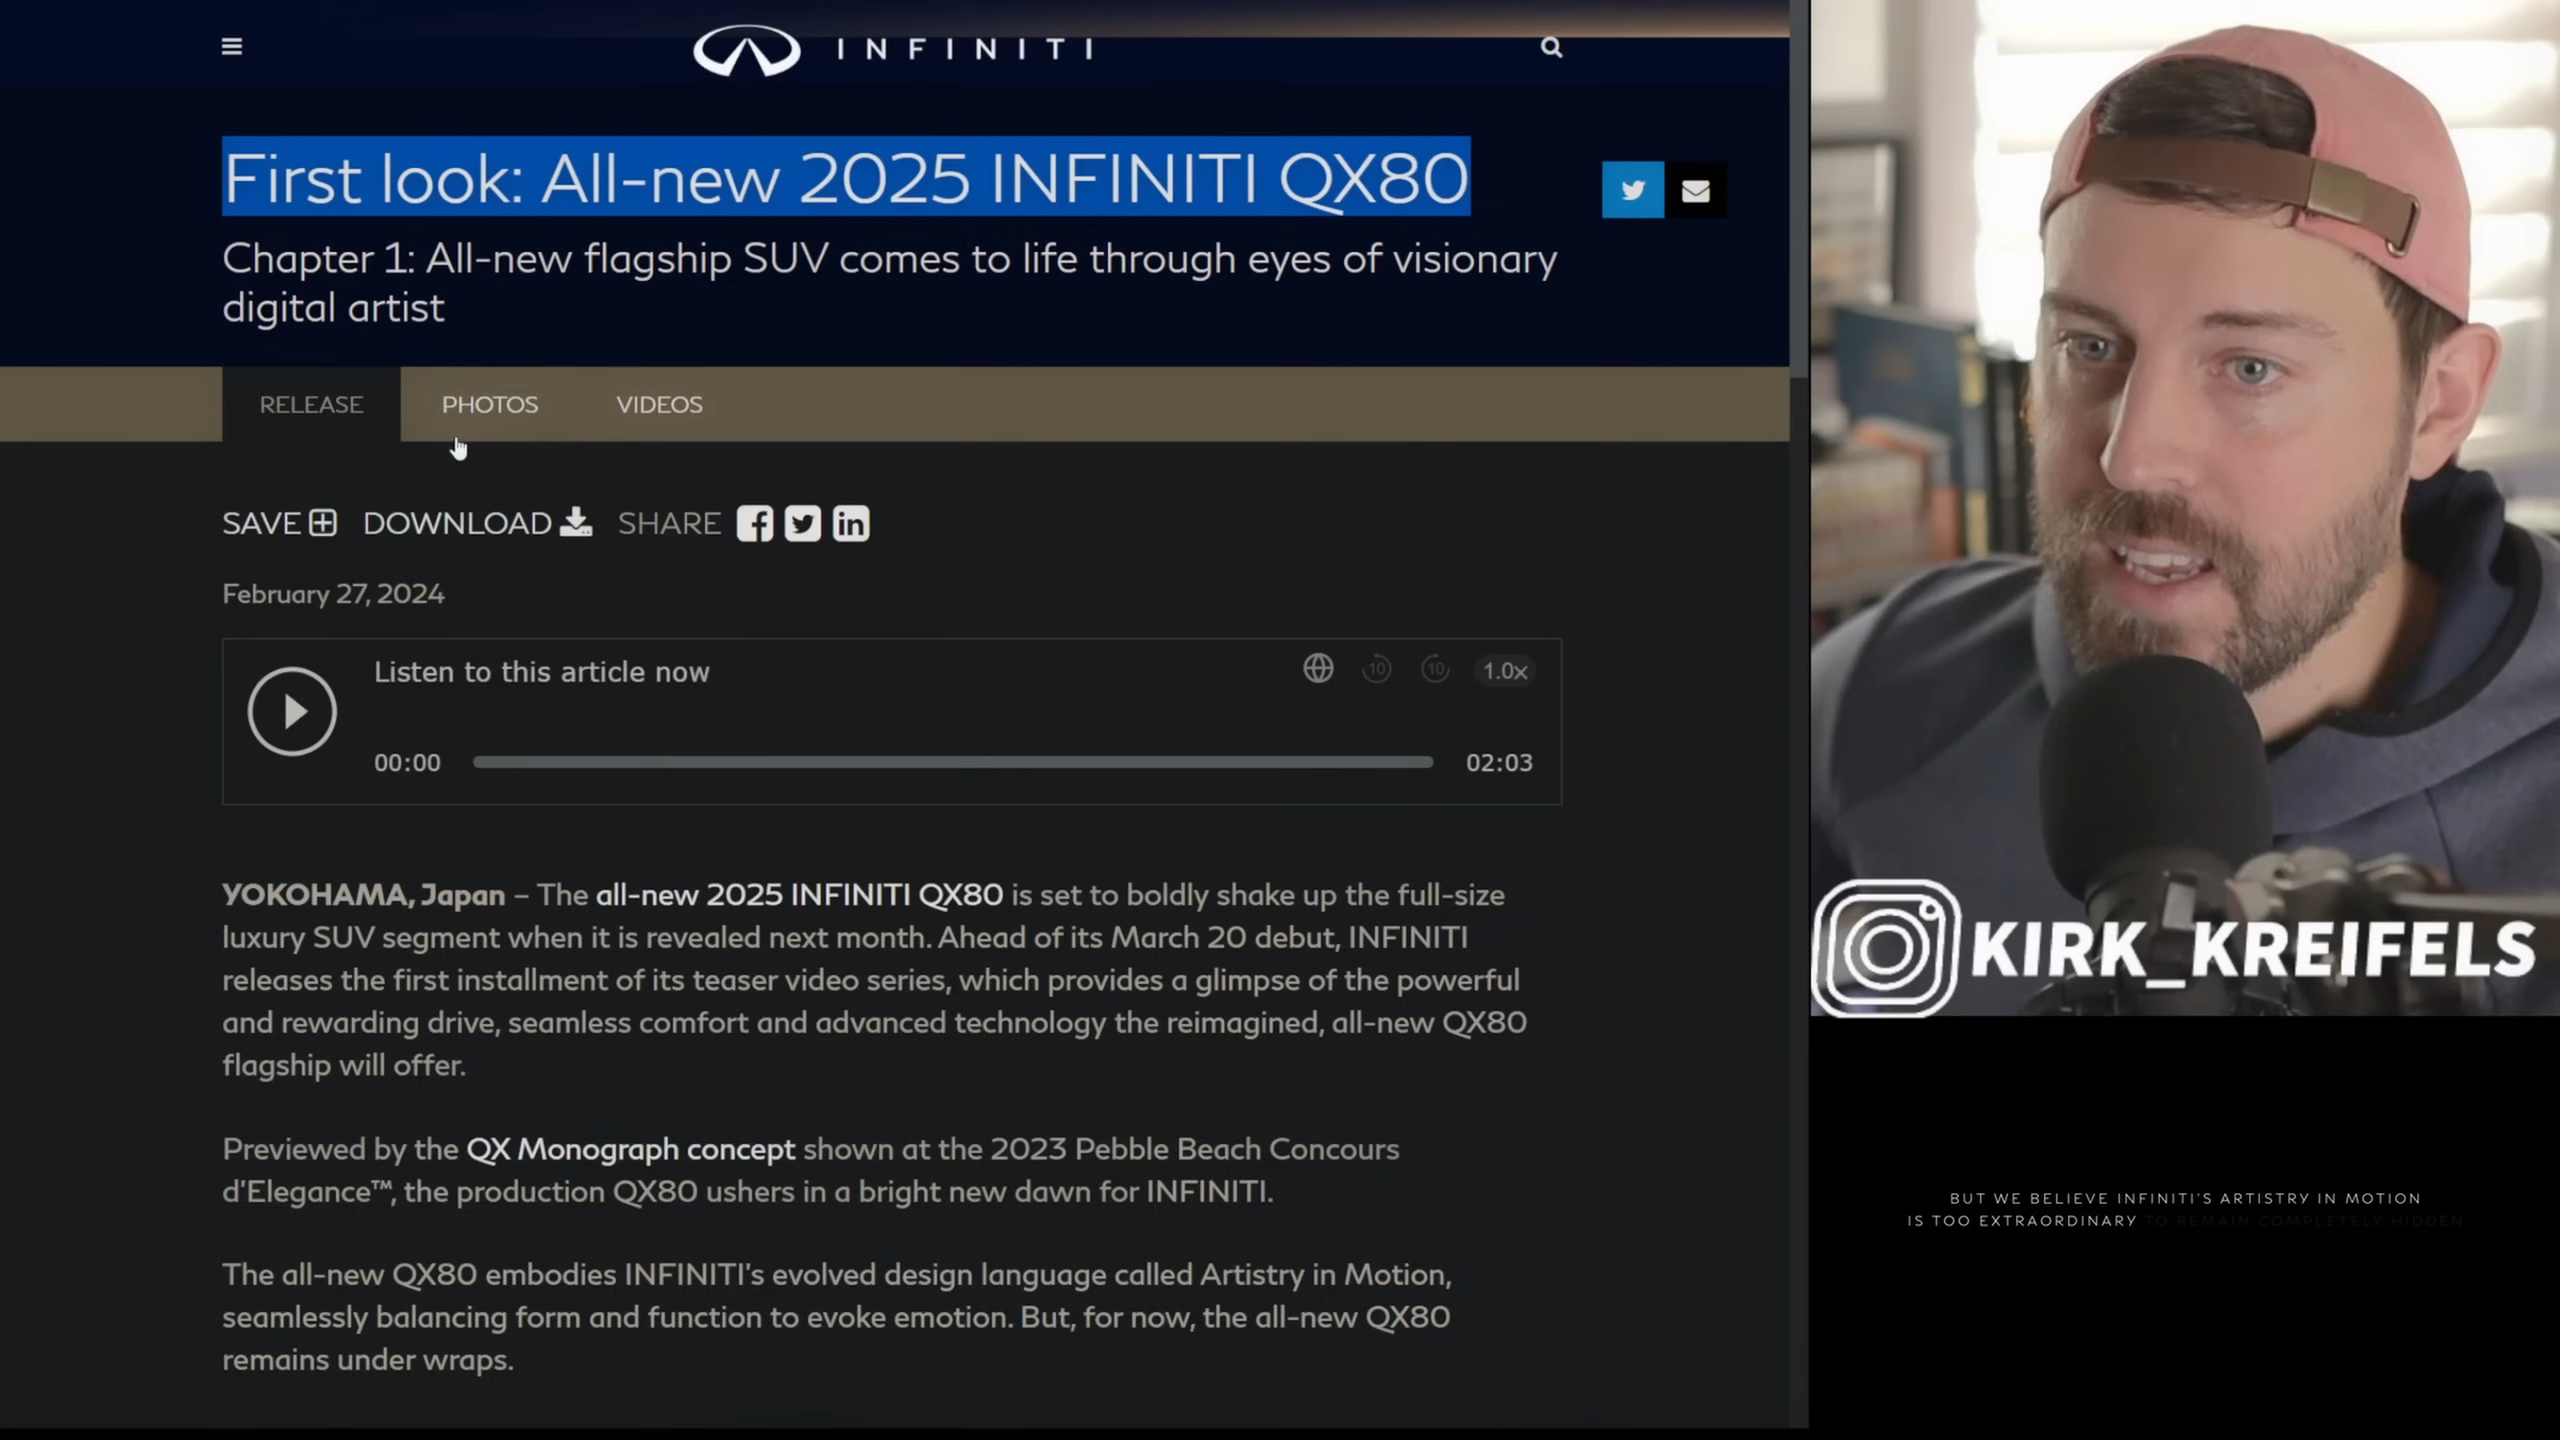 INFINITI
First look: All-new 2025 INFINITI QX80
Chapter 1: All-new flagship SUV comes to life through eyes of visionary
digital artist
RELEASE PHOTOS VIDEOS
SAVE DOWNLOAD SHARE
February 27, 2024
Listen to this article now
10 10 1.0x
00:00 02:03
YOKOHAMA, Japan – The all-new 2025 INFINITI QX80 is set to boldly shake up the full-size
luxury SUV segment when it is revealed next month. Ahead of its March 20 debut, INFINITI
releases the first installment of its teaser video series, which provides a glimpse of the powerful
and rewarding drive, seamless comfort and advanced technology the reimagined, all-new QX80
flagship will offer.
Previewed by the QX Monograph concept shown at the 2023 Pebble Beach Concours
d'Elegance™, the production QX80 ushers in a bright new dawn for INFINITI.
The all-new QX80 embodies INFINITI's evolved design language called Artistry in Motion,
seamlessly balancing form and function to evoke emotion. But, for now, the all-new QX80
remains under wraps.
KIRK_KREIFELS
BUT WE BELIEVE INFINITI'S ARTISTRY IN MOTION
IS TOO EXTRAORDINARY TO REMAIN COMPLETELY HIDDEN